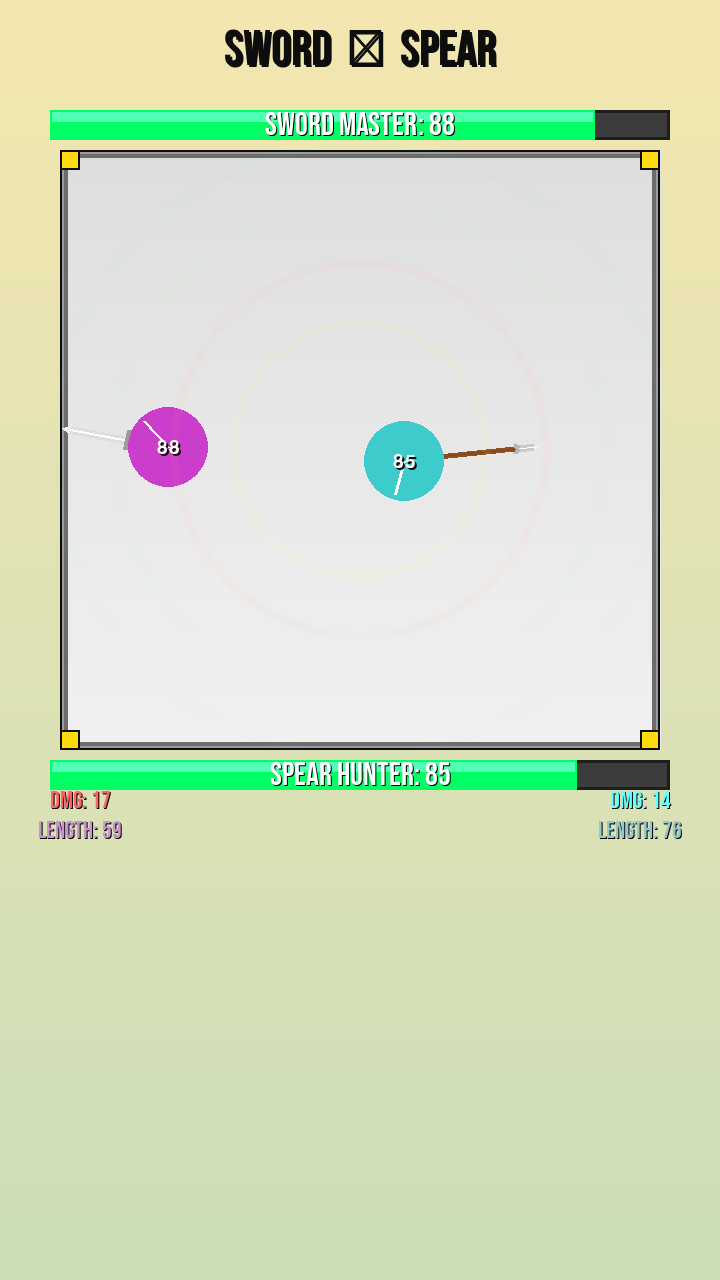 SWORD ☒ SPEAR
SWORD MASTER: 88
88
85
SPEAR HUNTER: 85
DMG: 17
DMG: 14
LENGTH: 59
LENGTH: 76